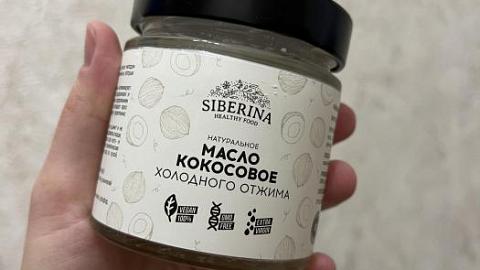 SIBERINA
HEALTHY FOOD
НАТУРАЛЬНОЕ
МАСЛО
КОКОСОВОЕ
ХОЛОДНОГО ОТЖИМА
VEGAN
100%
GMO
FREE
EXTRA
VIRGIN